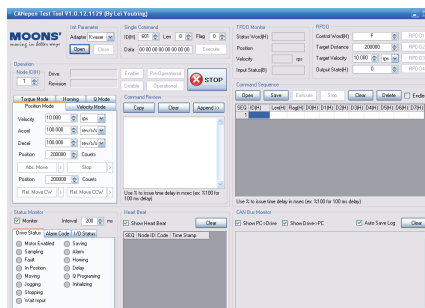 CANopen Test Tool V1.0.12.1129 (By Lei Youbing)
MOONS'
moving in better ways
Init Parameter
Adapter Kvaser
Open Close
Single Command
ID(H) 601 Len 8 Flag 0
Data 00 00 00 00 00 00 00 00 Execute
TPDO Monitor
Status Word(H)
Position
Velocity rps
Input Status(H)
RPDO
Control Word(H) F RPDO1
Target Distance 200000 RPDO2
Target Velocity 10.000 rps RPDO3
Output State(H) 0 RPDO4
Operation
Node ID(H) Drive
1 Revision
Enable Pre-Operational
Disable Operational
STOP
Torque Mode Homing Q Mode
Position Mode Velocity Mode
Velocity 10.000 rps
Accel 100.000 rev/s/s
Decel 100.000 rev/s/s
Position 200000 Counts
Abs. Move > Stop >
Position 200000 Counts
Rel. Move CW > Rel. Move CCW >
Command Review
Copy Clear Append>>
Use % to issue time delay in msec (ex %100 for 100 ms delay)
Command Sequence
Open Save Execute Stop Clear Delete Endle
SEQ ID(H) Len(H) Flag(H) D0(H) D1(H) D2(H) D3(H) D4(H) D5(H) D6(H) D7(H)
1
Use % to issue time delay in msec (ex %100 for 100 ms delay)
Status Monitor
Monitor Interval 200 ms
Drive Status Alarm Code I/O Status
Motor Enabled Saving
Sampling Alarm
Fault Homing
In Position Delay
Moving Q Programing
Jogging Initializing
Stopping
Wait Input
Heart Beat
Show Heart Beat Clear
SEQ Node ID Code Time Stamp
CAN Bus Monitor
Show PC>Drive Show Drive>PC Auto Save Log Clear